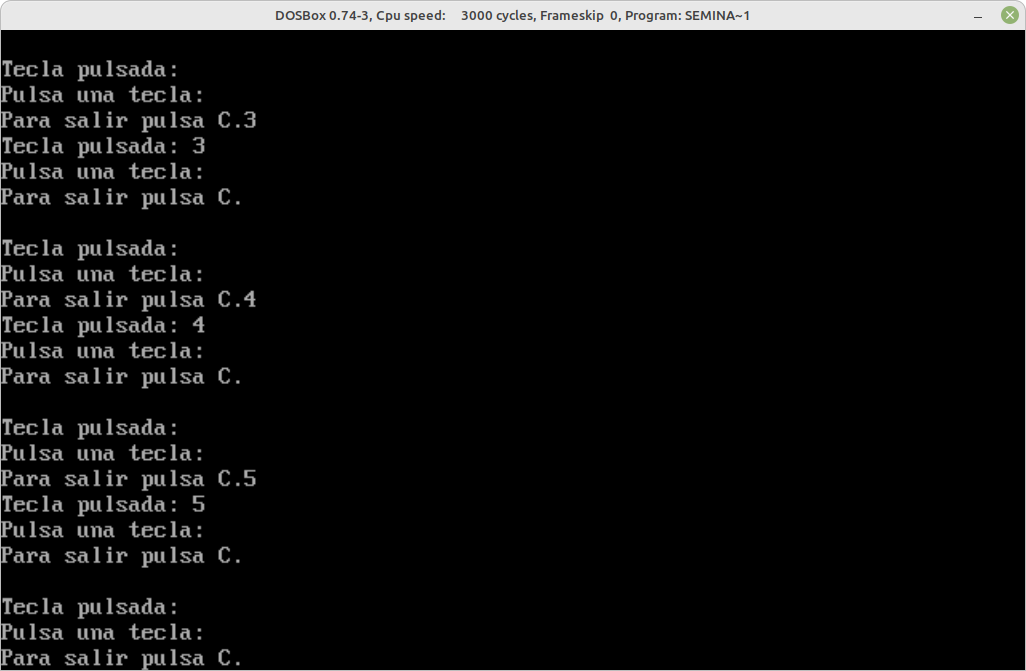 DOSBox 0.74-3, Cpu speed: 3000 cycles, Frameskip 0, Program: SEMINA~1
Tecla pulsada:
Pulsa una tecla:
Para salir pulsa C.3
Tecla pulsada: 3
Pulsa una tecla:
Para salir pulsa C.
Tecla pulsada:
Pulsa una tecla:
Para salir pulsa C.4
Tecla pulsada: 4
Pulsa una tecla:
Para salir pulsa C.
Tecla pulsada:
Pulsa una tecla:
Para salir pulsa C.5
Tecla pulsada: 5
Pulsa una tecla:
Para salir pulsa C.
Tecla pulsada:
Pulsa una tecla:
Para salir pulsa C.